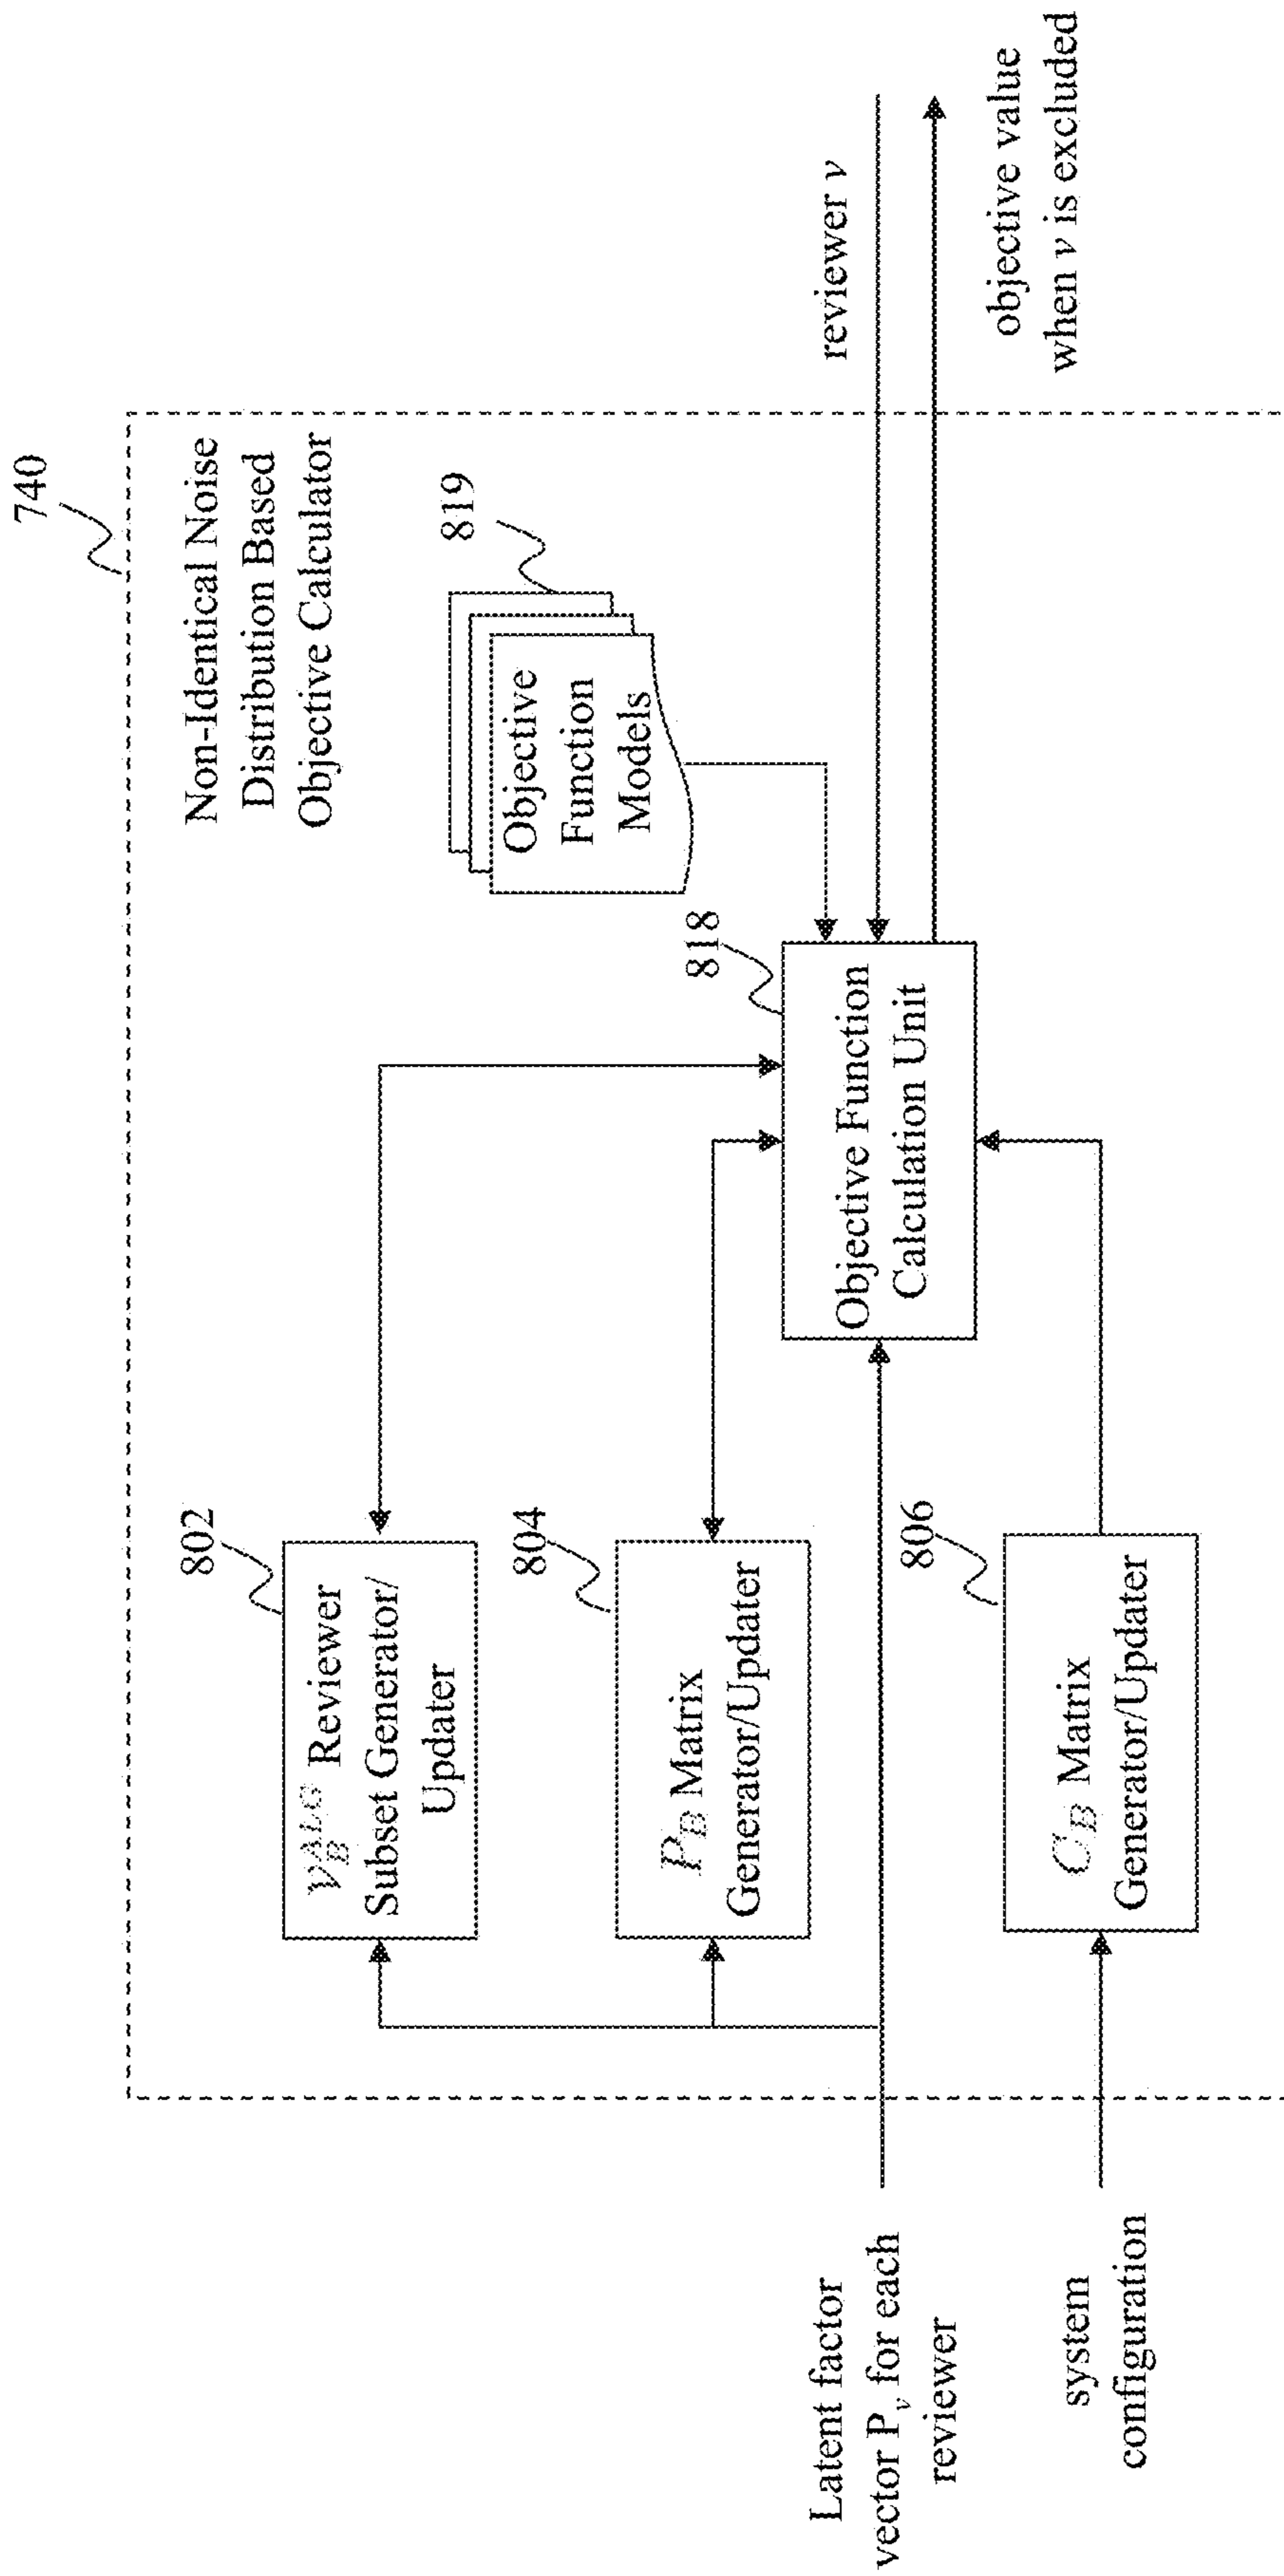 740
Non-Identical Noise
Distribution Based
Objective Calculator
802
𝒱_B^ALG Reviewer
Subset Generator/
Updater
819
Objective
Function
Models
804
P_B Matrix
Generator/Updater
818
Objective Function
Calculation Unit
reviewer v
objective value
when v is excluded
Latent factor
vector P_v for each
reviewer
806
C_B Matrix
Generator/Updater
system
configuration